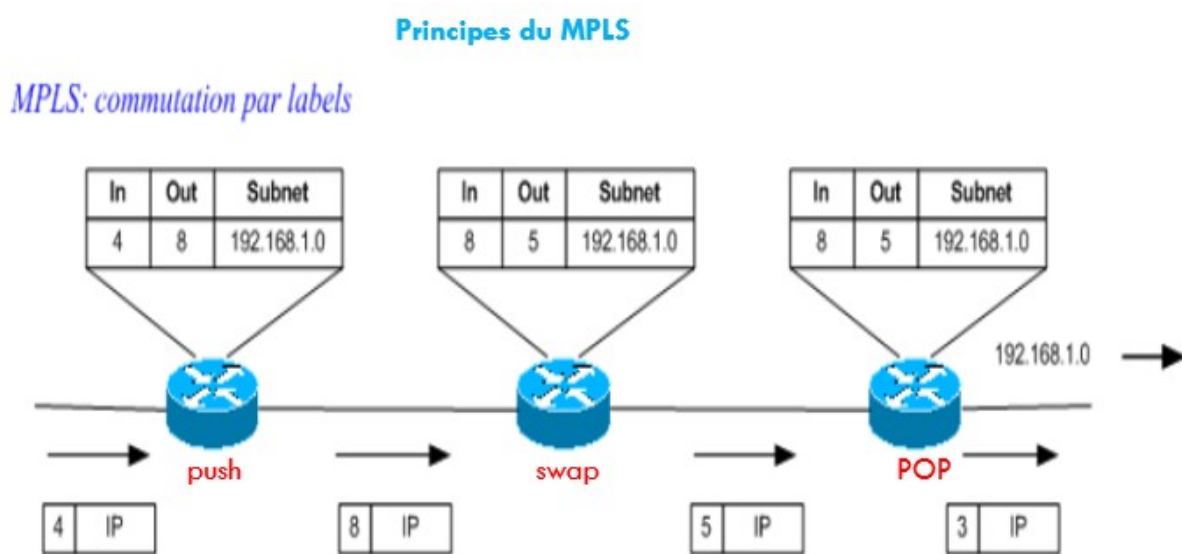 Principes du MPLS
MPLS: commutation par labels
In Out Subnet
4 8 192.168.1.0
In Out Subnet
8 5 192.168.1.0
In Out Subnet
8 5 192.168.1.0
192.168.1.0
push
swap
POP
4 IP
8 IP
5 IP
3 IP